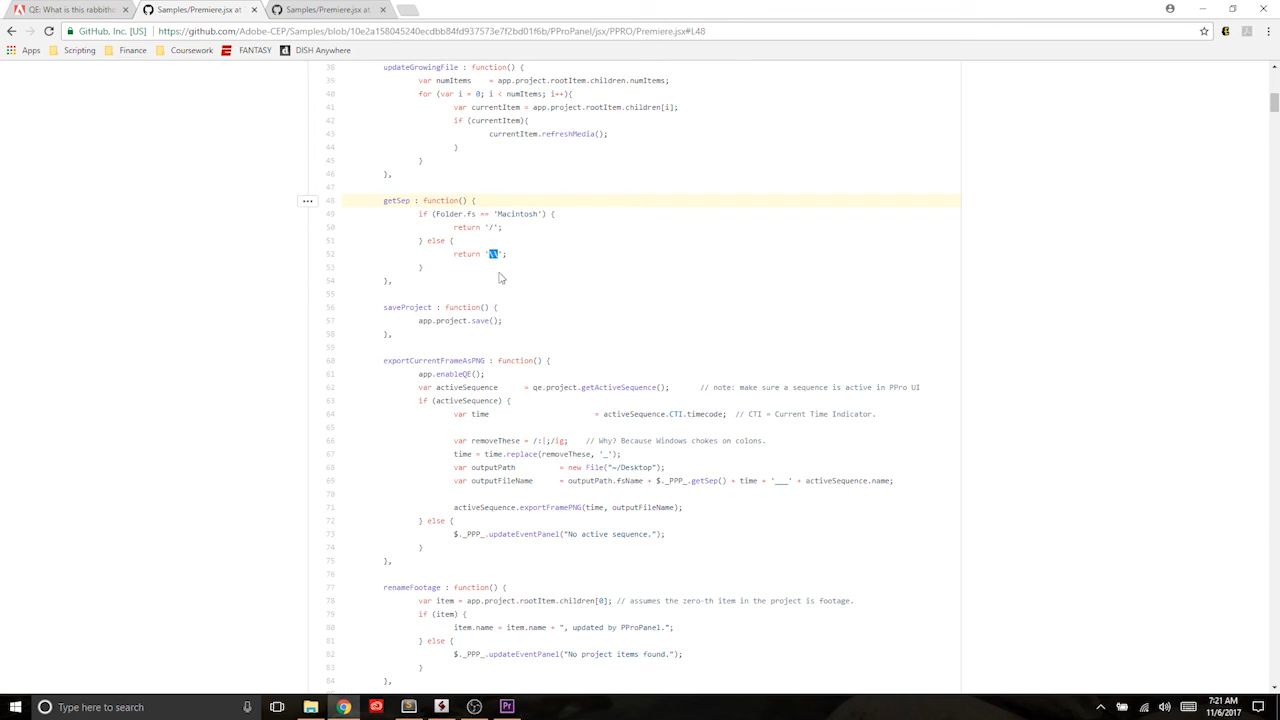 QE: What is this rabbitho
Samples/Premiere.jsx at
Samples/Premiere.jsx at
GitHub, Inc. [US]
https://github.com/Adobe-CEP/Samples/blob/10e2a158045240ecdbb84fd937573e7f2bd01f6b/PProPanel/jsx/PPRO/Premiere.jsx#L48
Apps
Scripting
Finance
Coursework
FANTASY
DISH Anywhere
38 updateGrowingFile : function() {
39 var numItems = app.project.rootItem.children.numItems;
40 for (var i = 0; i < numItems; i++){
41 var currentItem = app.project.rootItem.children[i];
42 if (currentItem){
43 currentItem.refreshMedia();
44 }
45 }
46 },
47
48 getSep : function() {
49 if (Folder.fs == 'Macintosh') {
50 return '/';
51 } else {
52 return '\\';
53 }
54 },
55
56 saveProject : function() {
57 app.project.save();
58 },
59
60 exportCurrentFrameAsPNG : function() {
61 app.enableQE();
62 var activeSequence = qe.project.getActiveSequence(); // note: make sure a sequence is active in PPro UI
63 if (activeSequence) {
64 var time = activeSequence.CTI.timecode; // CTI = Current Time Indicator.
65
66 var removeThese = /:|;/ig; // Why? Because Windows chokes on colons.
67 time = time.replace(removeThese, '_');
68 var outputPath = new File("~/Desktop");
69 var outputFileName = outputPath.fsName + $._PPP_.getSep() + time + '___' + activeSequence.name;
70
71 activeSequence.exportFramePNG(time, outputFileName);
72 } else {
73 $._PPP_.updateEventPanel("No active sequence.");
74 }
75 },
76
77 renameFootage : function() {
78 var item = app.project.rootItem.children[0]; // assumes the zero-th item in the project is footage.
79 if (item) {
80 item.name = item.name + ", updated by PProPanel.";
81 } else {
82 $._PPP_.updateEventPanel("No project items found.");
83 }
84 },
Type here to search
Pr
7:21 AM
11/6/2017